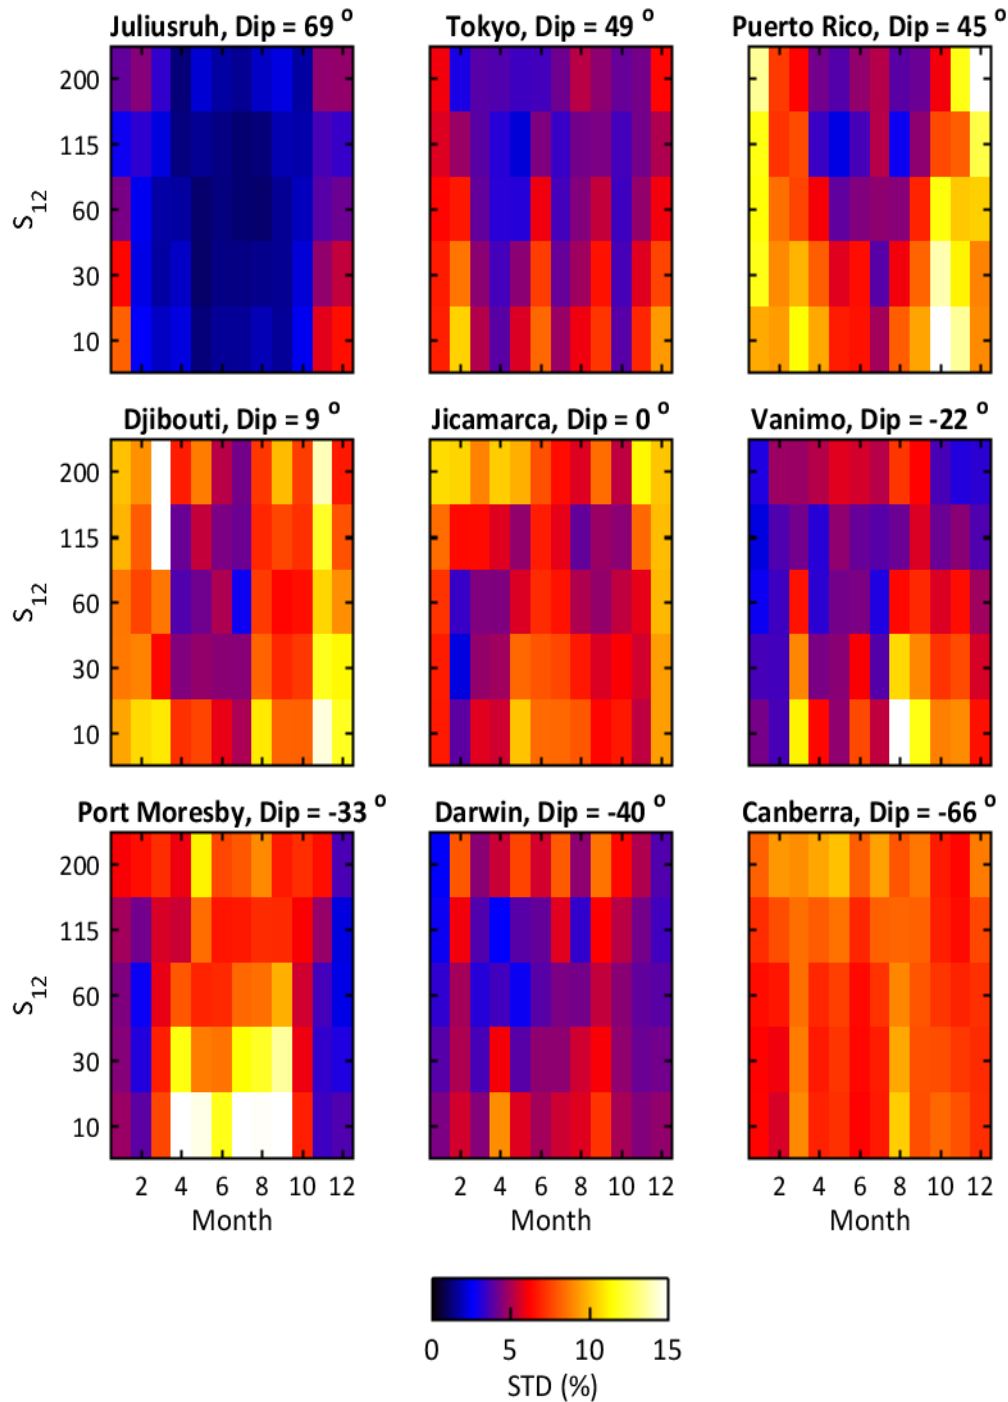 Juliusruh, Dip = 69 º
Tokyo, Dip = 49 º
Puerto Rico, Dip = 45 º
S12
200
115
60
30
10
Djibouti, Dip = 9 º
Jicamarca, Dip = 0 º
Vanimo, Dip = -22 º
S12
200
115
60
30
10
Port Moresby, Dip = -33 º
Darwin, Dip = -40 º
Canberra, Dip = -66 º
S12
200
115
60
30
10
2 4 6 8 10 12
2 4 6 8 10 12
2 4 6 8 10 12
Month
Month
Month
0 5 10 15
STD (%)